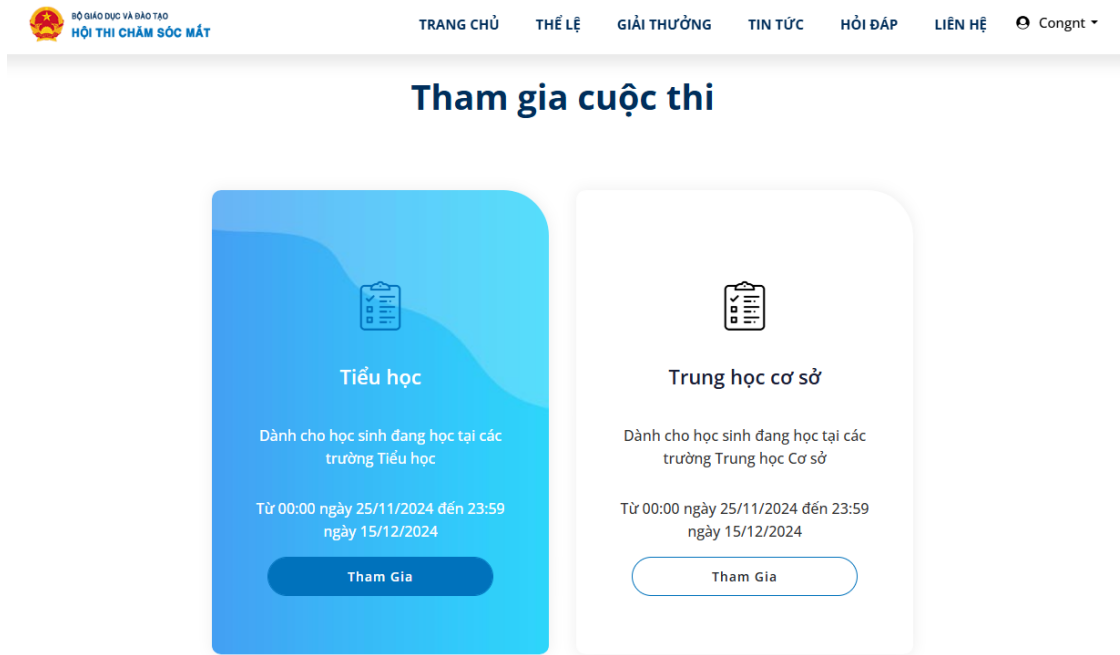 BỘ GIÁO DỤC VÀ ĐÀO TẠO
HỘI THI CHĂM SÓC MẮT
TRANG CHỦ
THỂ LỆ
GIẢI THƯỞNG
TIN TỨC
HỎI ĐÁP
LIÊN HỆ
Congnt
Tham gia cuộc thi
Tiểu học
Dành cho học sinh đang học tại các
trường Tiểu học
Từ 00:00 ngày 25/11/2024 đến 23:59
ngày 15/12/2024
Tham Gia
Trung học cơ sở
Dành cho học sinh đang học tại các
trường Trung học Cơ sở
Từ 00:00 ngày 25/11/2024 đến 23:59
ngày 15/12/2024
Tham Gia